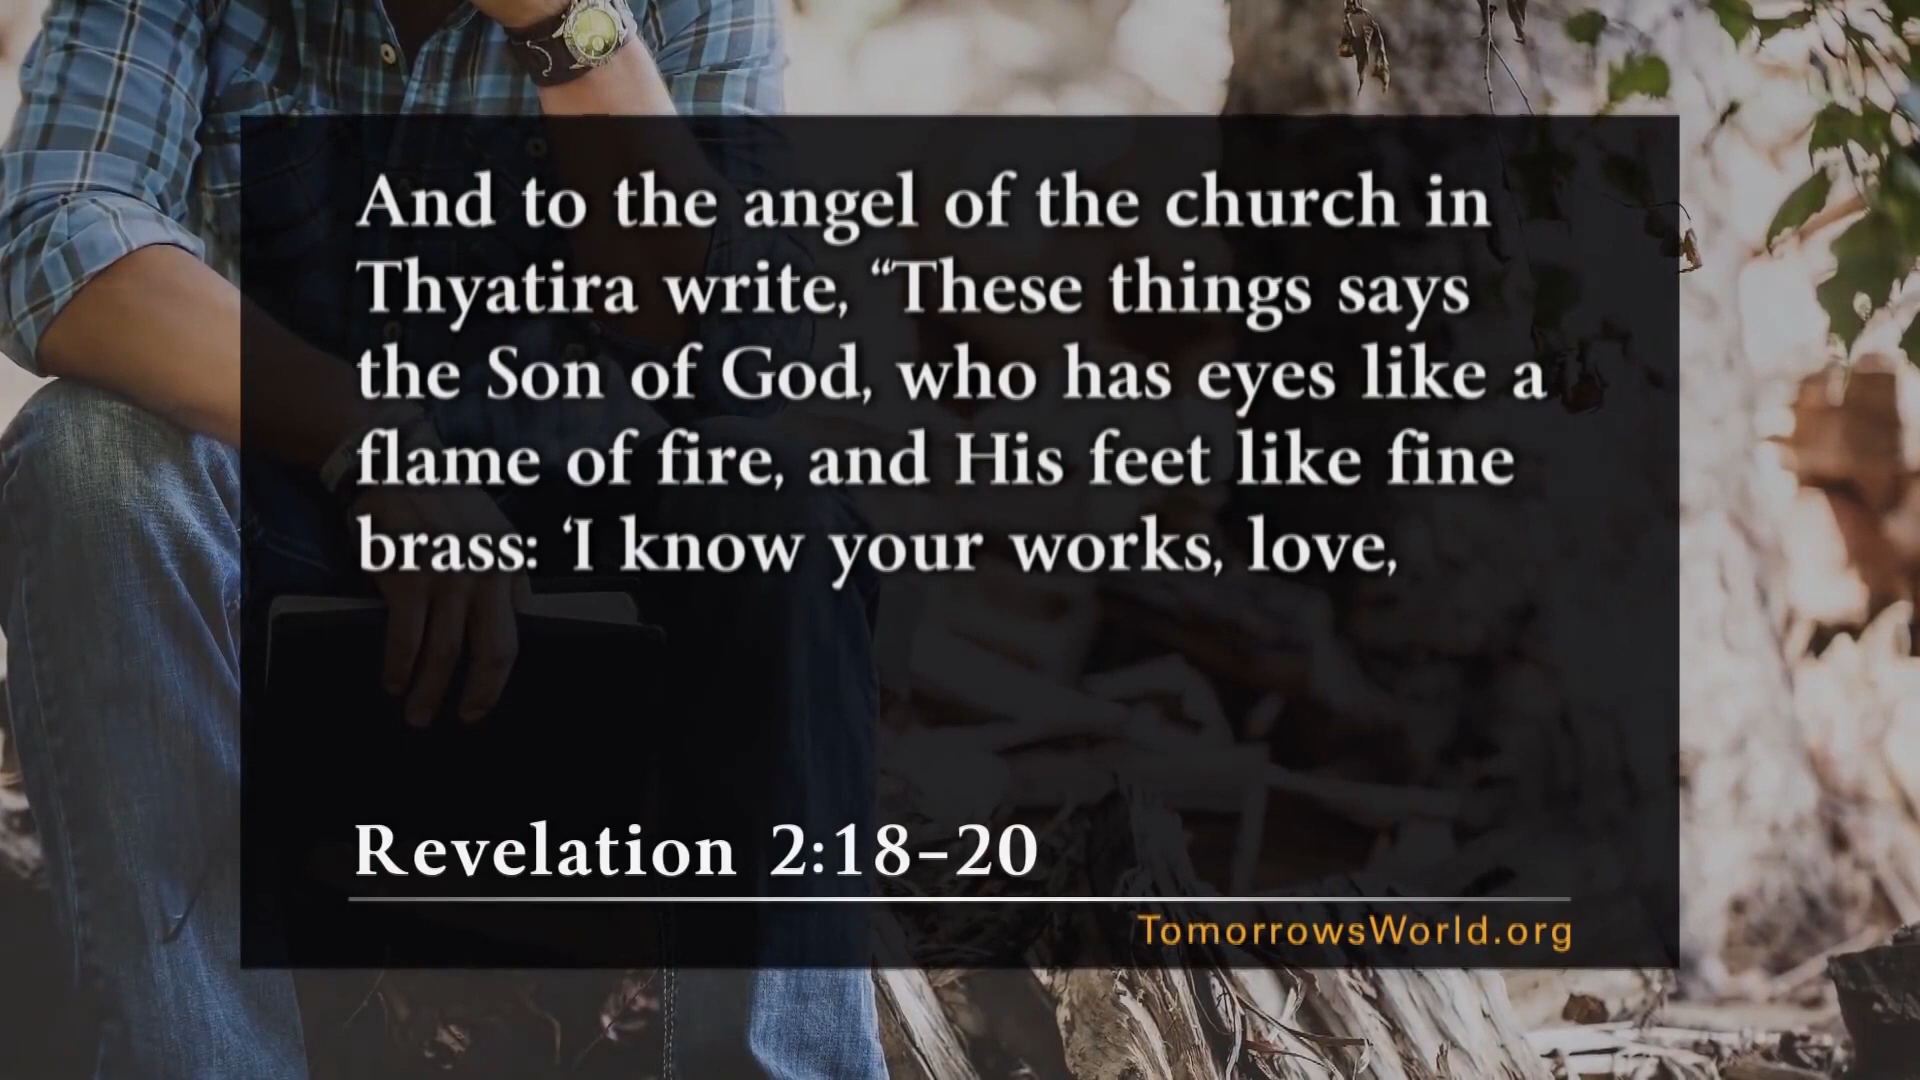 And to the angel of the church in
Thyatira write, “These things says
the Son of God, who has eyes like a
flame of fire, and His feet like fine
brass: ‘I know your works, love,
Revelation 2:18–20
TomorrowsWorld.org